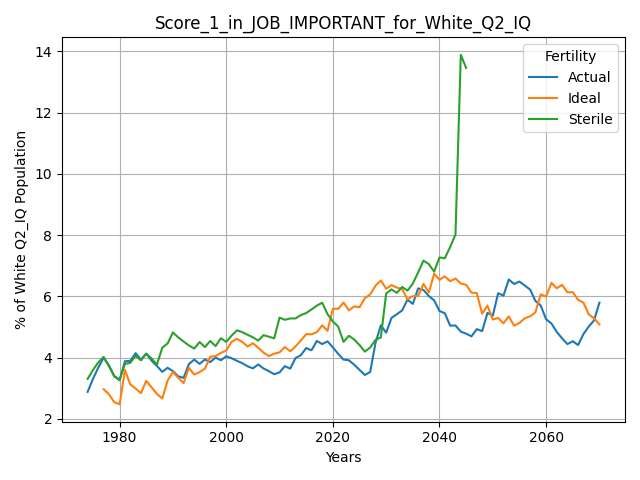 Score_1_in_JOB_IMPORTANT_for_White_Q2_IQ
Fertility
Actual
Ideal
Sterile
% of White Q2_IQ Population
14
12
10
8
6
4
2
1980
2000
2020
2040
2060
Years